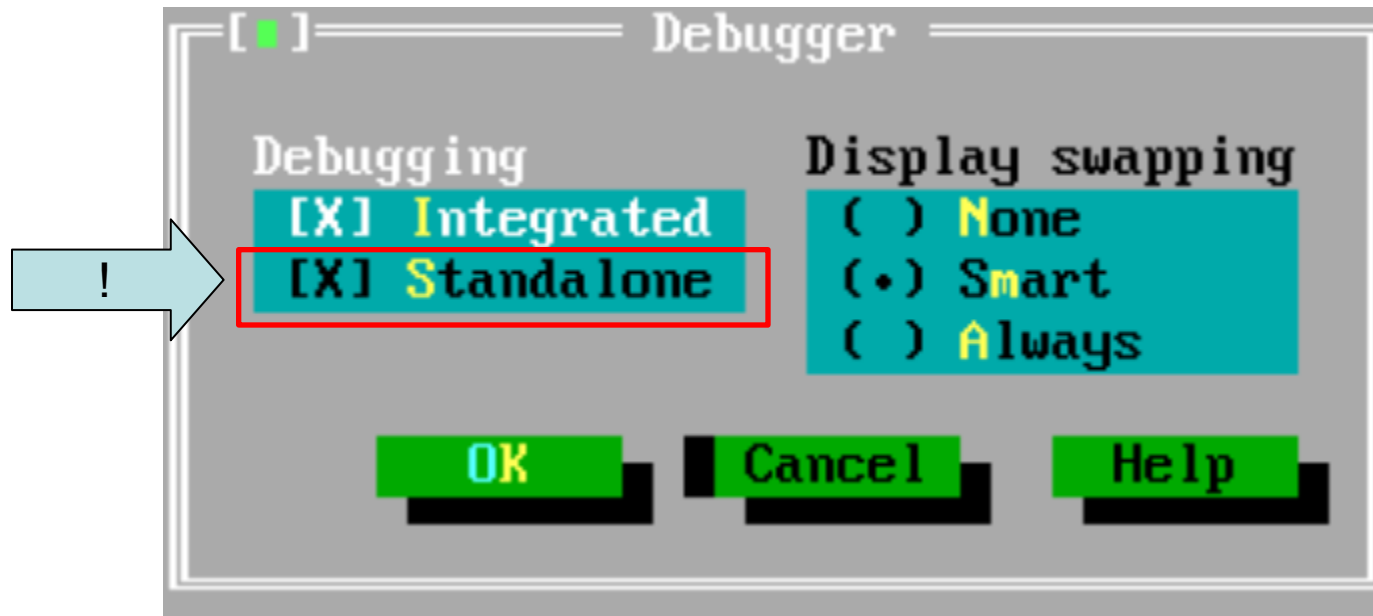 [■] Debugger
Debugging
[X] Integrated
[X] Standalone
!
Display swapping
( ) None
(•) Smart
( ) Always
OK
Cancel
Help